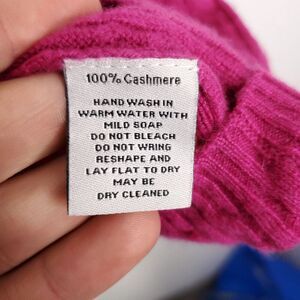 100% Cashmere
HAND WASH IN
WARM WATER WITH
MILD SOAP
DO NOT BLEACH
DO NOT WRING
RESHAPE AND
LAY FLAT TO DRY
MAY BE
DRY CLEANED